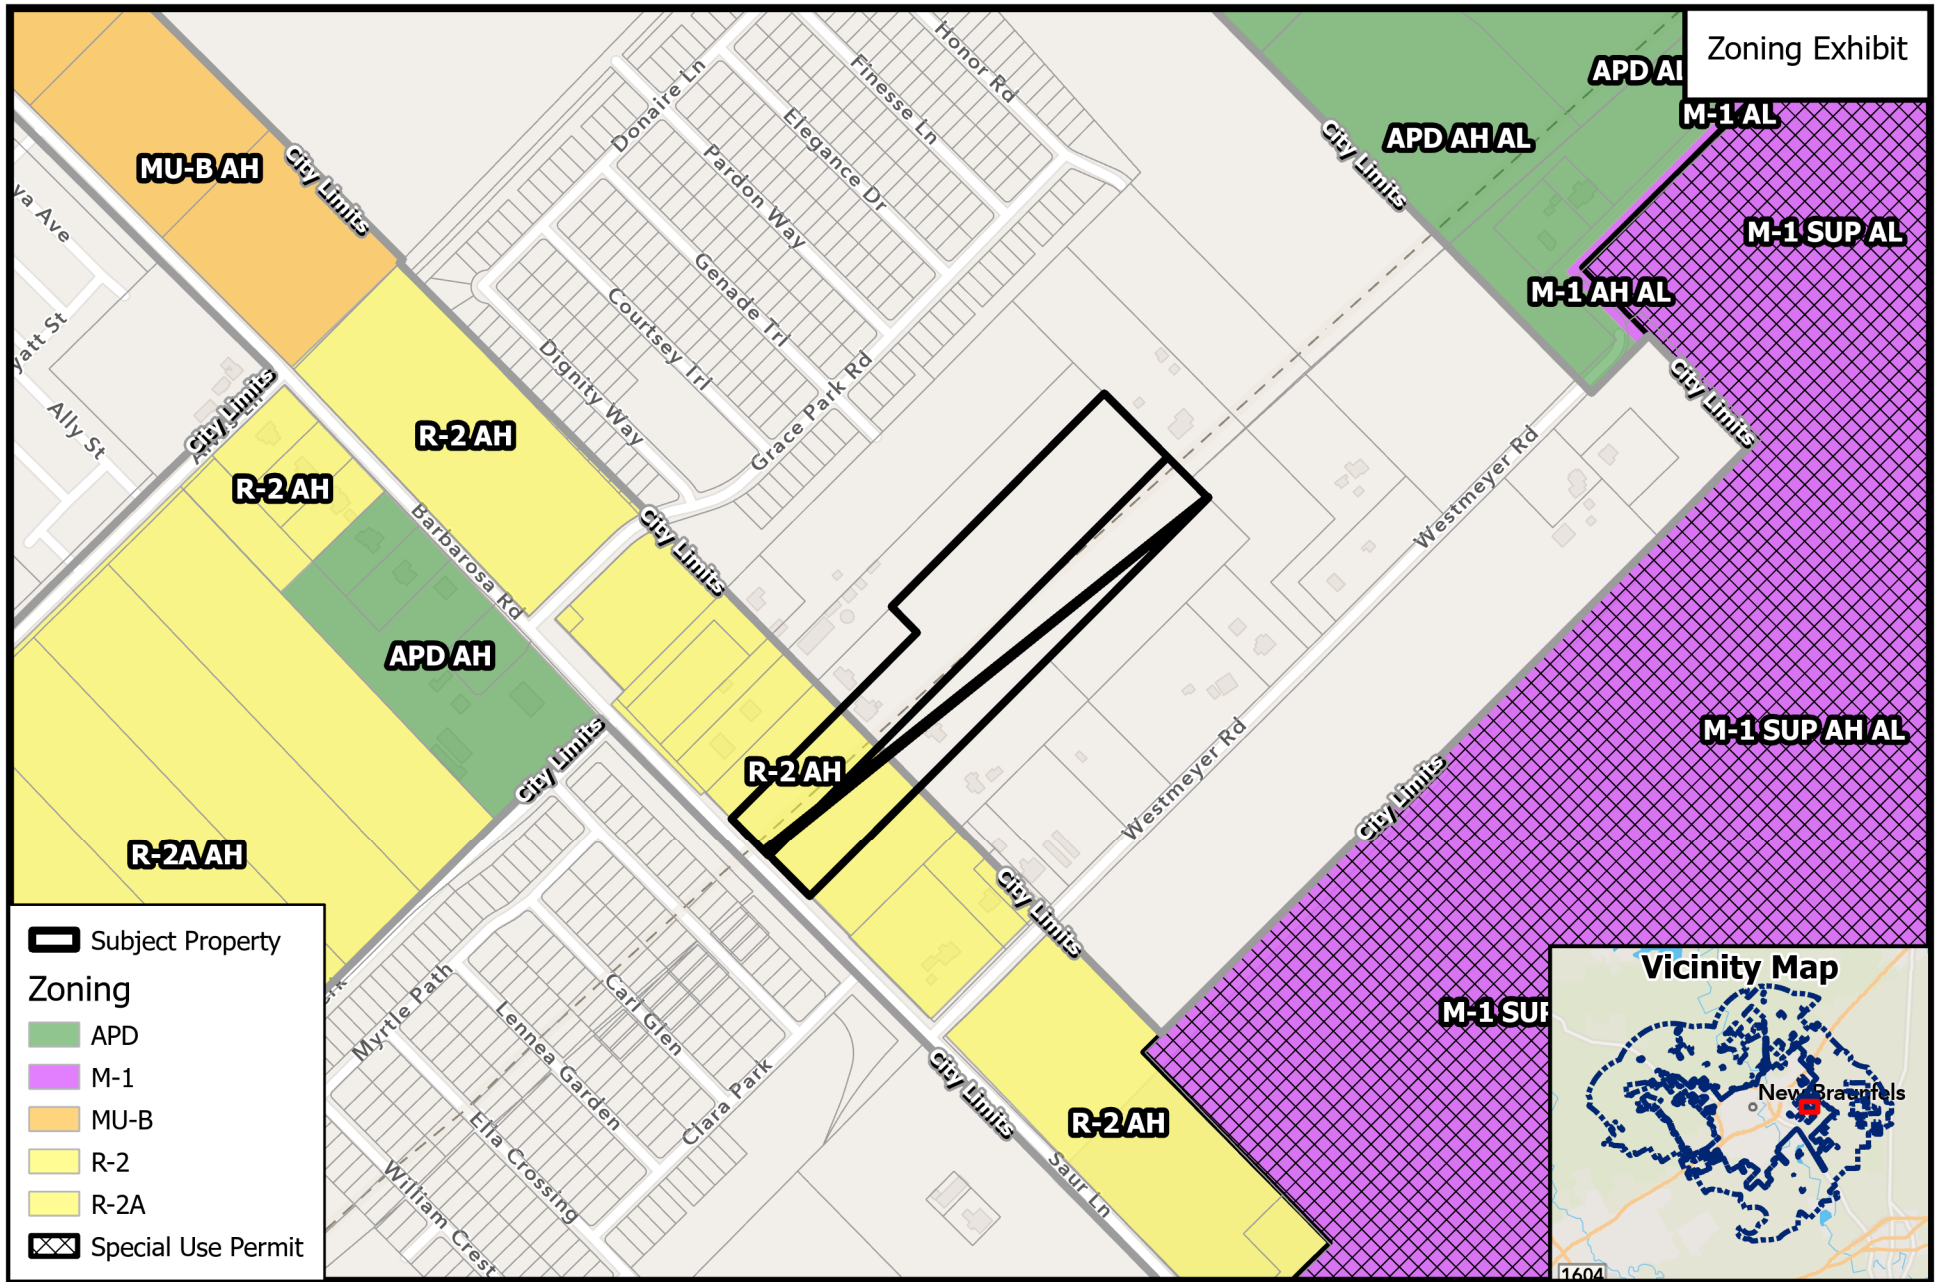 Zoning Exhibit
Honor Rd
Finesse Ln
Donaire Ln
Elegance Dr
Pardon Way
Genade Trl
Courtsey Trl
Dignity Way
Grace Park Rd
APD AL
M-1 AL
APD AH AL
City Limits
MU-B AH
City Limits
M-1 SUP AL
M-1 AH AL
City Limits
City Limits
Ally St
R-2 AH
R-2 AH
Barbarosa Rd
City Limits
Westmeyer Rd
APD AH
City Limits
R-2 AH
Westmeyer Rd
M-1 SUP AH AL
City Limits
R-2A AH
City Limits
Myrtle Path
Carl Glen
Lennea Garden
Clara Park
Ella Crossing
William Crest
City Limits
Saur Ln
R-2 AH
M-1 SUP
Subject Property
Zoning
APD
M-1
MU-B
R-2
R-2A
Special Use Permit
Vicinity Map
New Braunfels
1604